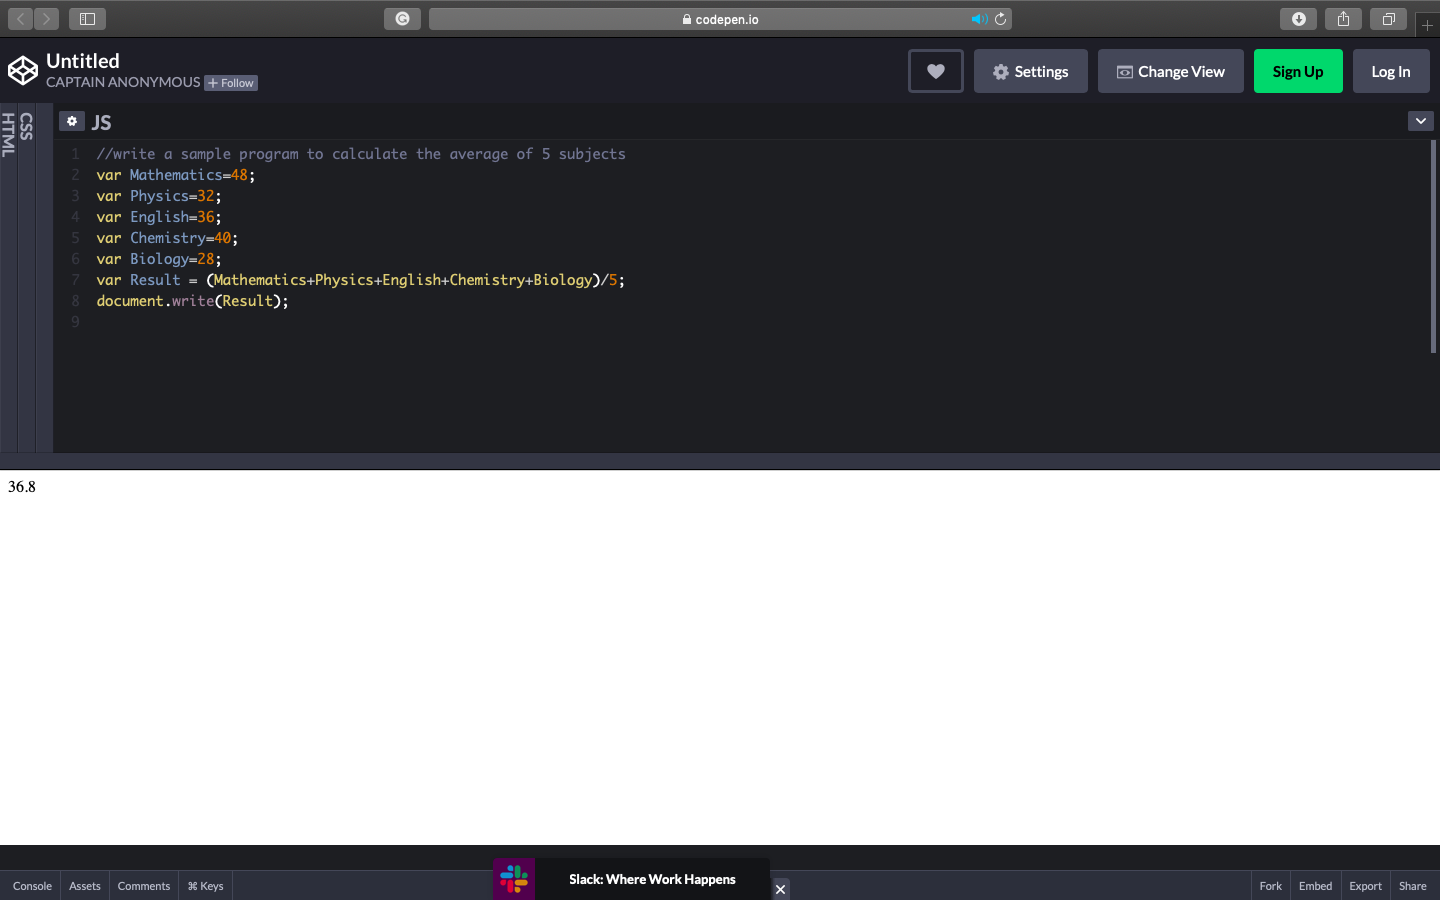 codepen.io
Untitled
CAPTAIN ANONYMOUS + Follow
Settings
Change View
Sign Up
Log In
HTML
CSS
JS
1 //write a sample program to calculate the average of 5 subjects
2 var Mathematics=48;
3 var Physics=32;
4 var English=36;
5 var Chemistry=40;
6 var Biology=28;
7 var Result = (Mathematics+Physics+English+Chemistry+Biology)/5;
8 document.write(Result);
9
36.8
Slack: Where Work Happens
Console Assets Comments ⌘ Keys
Fork Embed Export Share